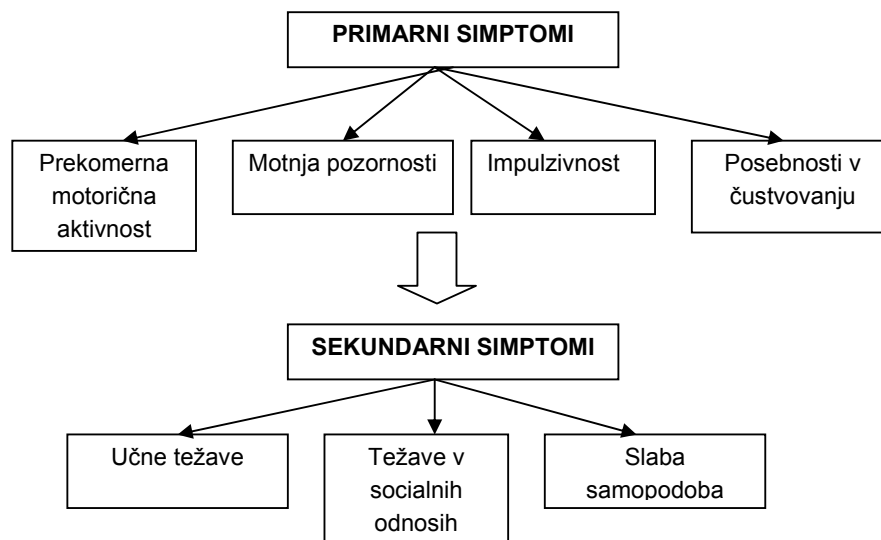 PRIMARNI SIMPTOMI
Prekomerna
motorična
aktivnost
Motnja pozornosti
Impulzivnost
Posebnosti v
čustvovanju
SEKUNDARNI SIMPTOMI
Učne težave
Težave v
socialnih
odnosih
Slaba
samopodoba